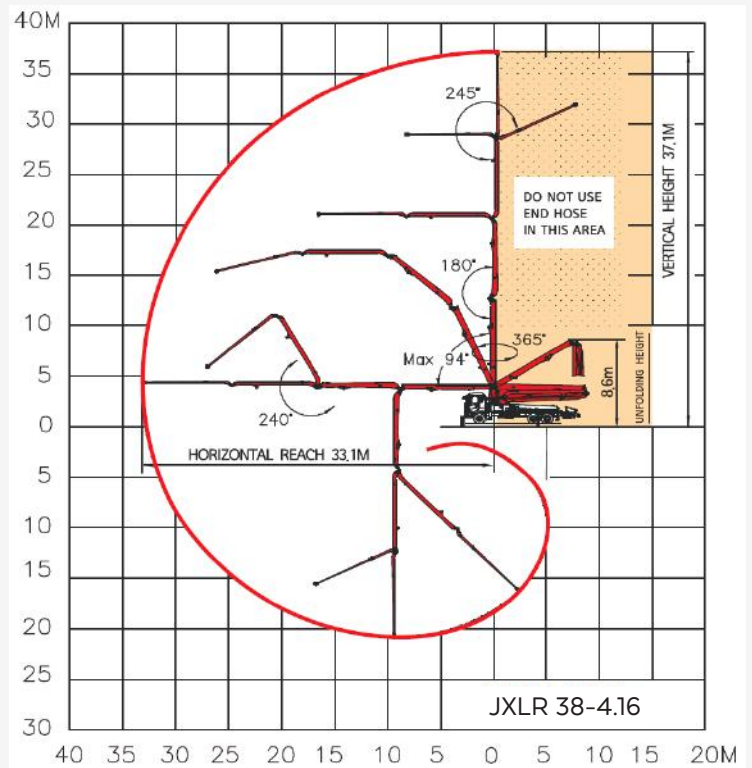 40M
35
30
25
20
15
10
5
0
5
10
15
20
25
30
245°
DO NOT USE
END HOSE
IN THIS AREA
VERTICAL HEIGHT 37,1M
180°
365°
Max 94°
240°
8,6m
UNFOLDING HEIGHT
HORIZONTAL REACH 33,1M
JXLR 38-4.16
40 35 30 25 20 15 10 5 0 5 10 15 20M